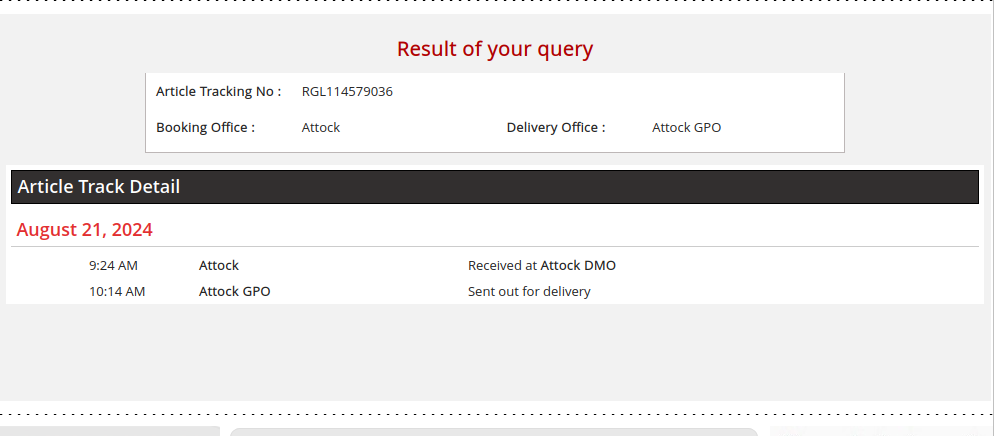 Result of your query
Article Tracking No : RGL114579036
Booking Office : Attock Delivery Office : Attock GPO
Article Track Detail
August 21, 2024
9:24 AM Attock Received at Attock DMO
10:14 AM Attock GPO Sent out for delivery